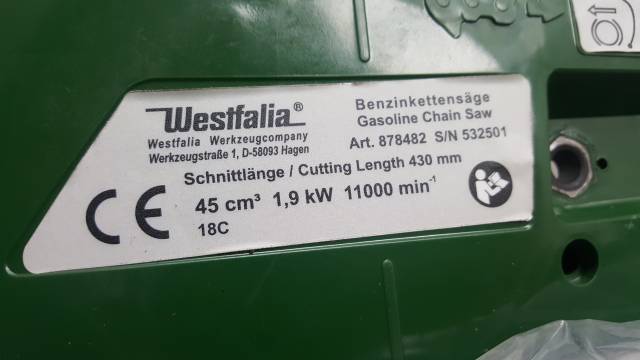 Westfalia®
Westfalia Werkzeugcompany
Werkzeugstraße 1, D-58093 Hagen
Benzinkettensäge
Gasoline Chain Saw
Art. 878482 S/N 532501
Schnittlänge / Cutting Length 430 mm
CE
45 cm³ 1,9 kW 11000 min⁻¹
18C